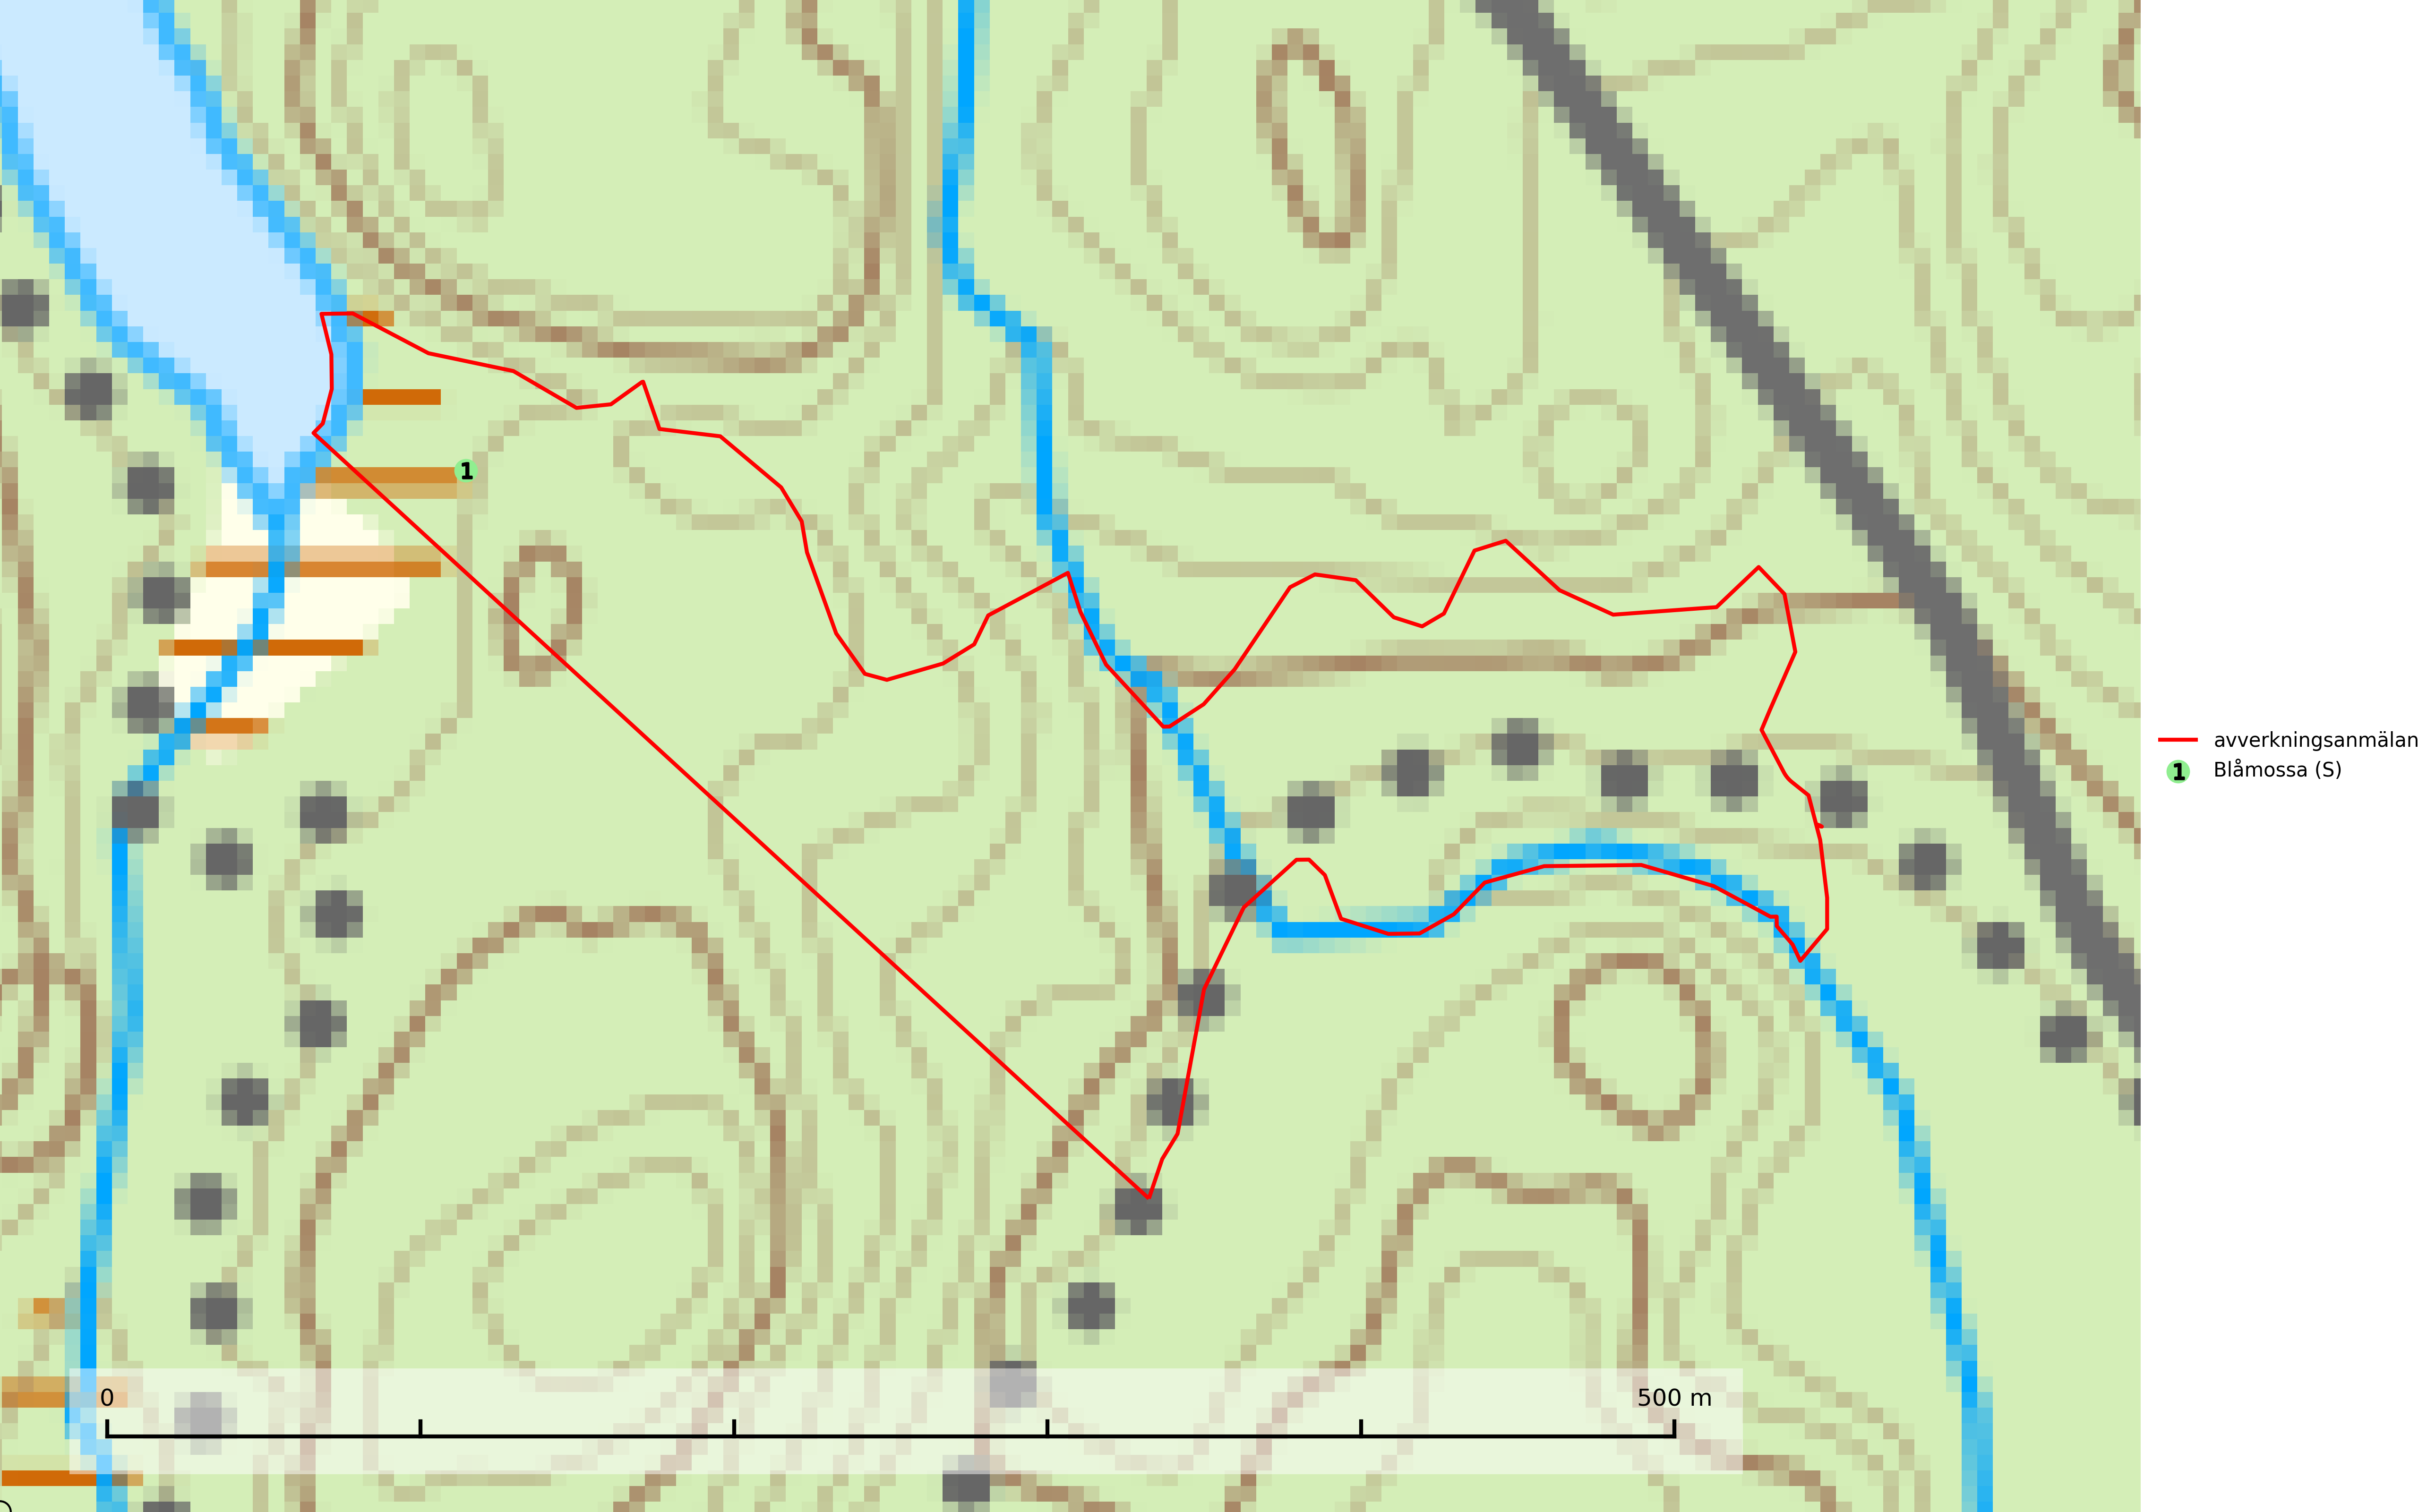 1
avverkningsanmälan
1 Blåmossa (S)
0 500 m